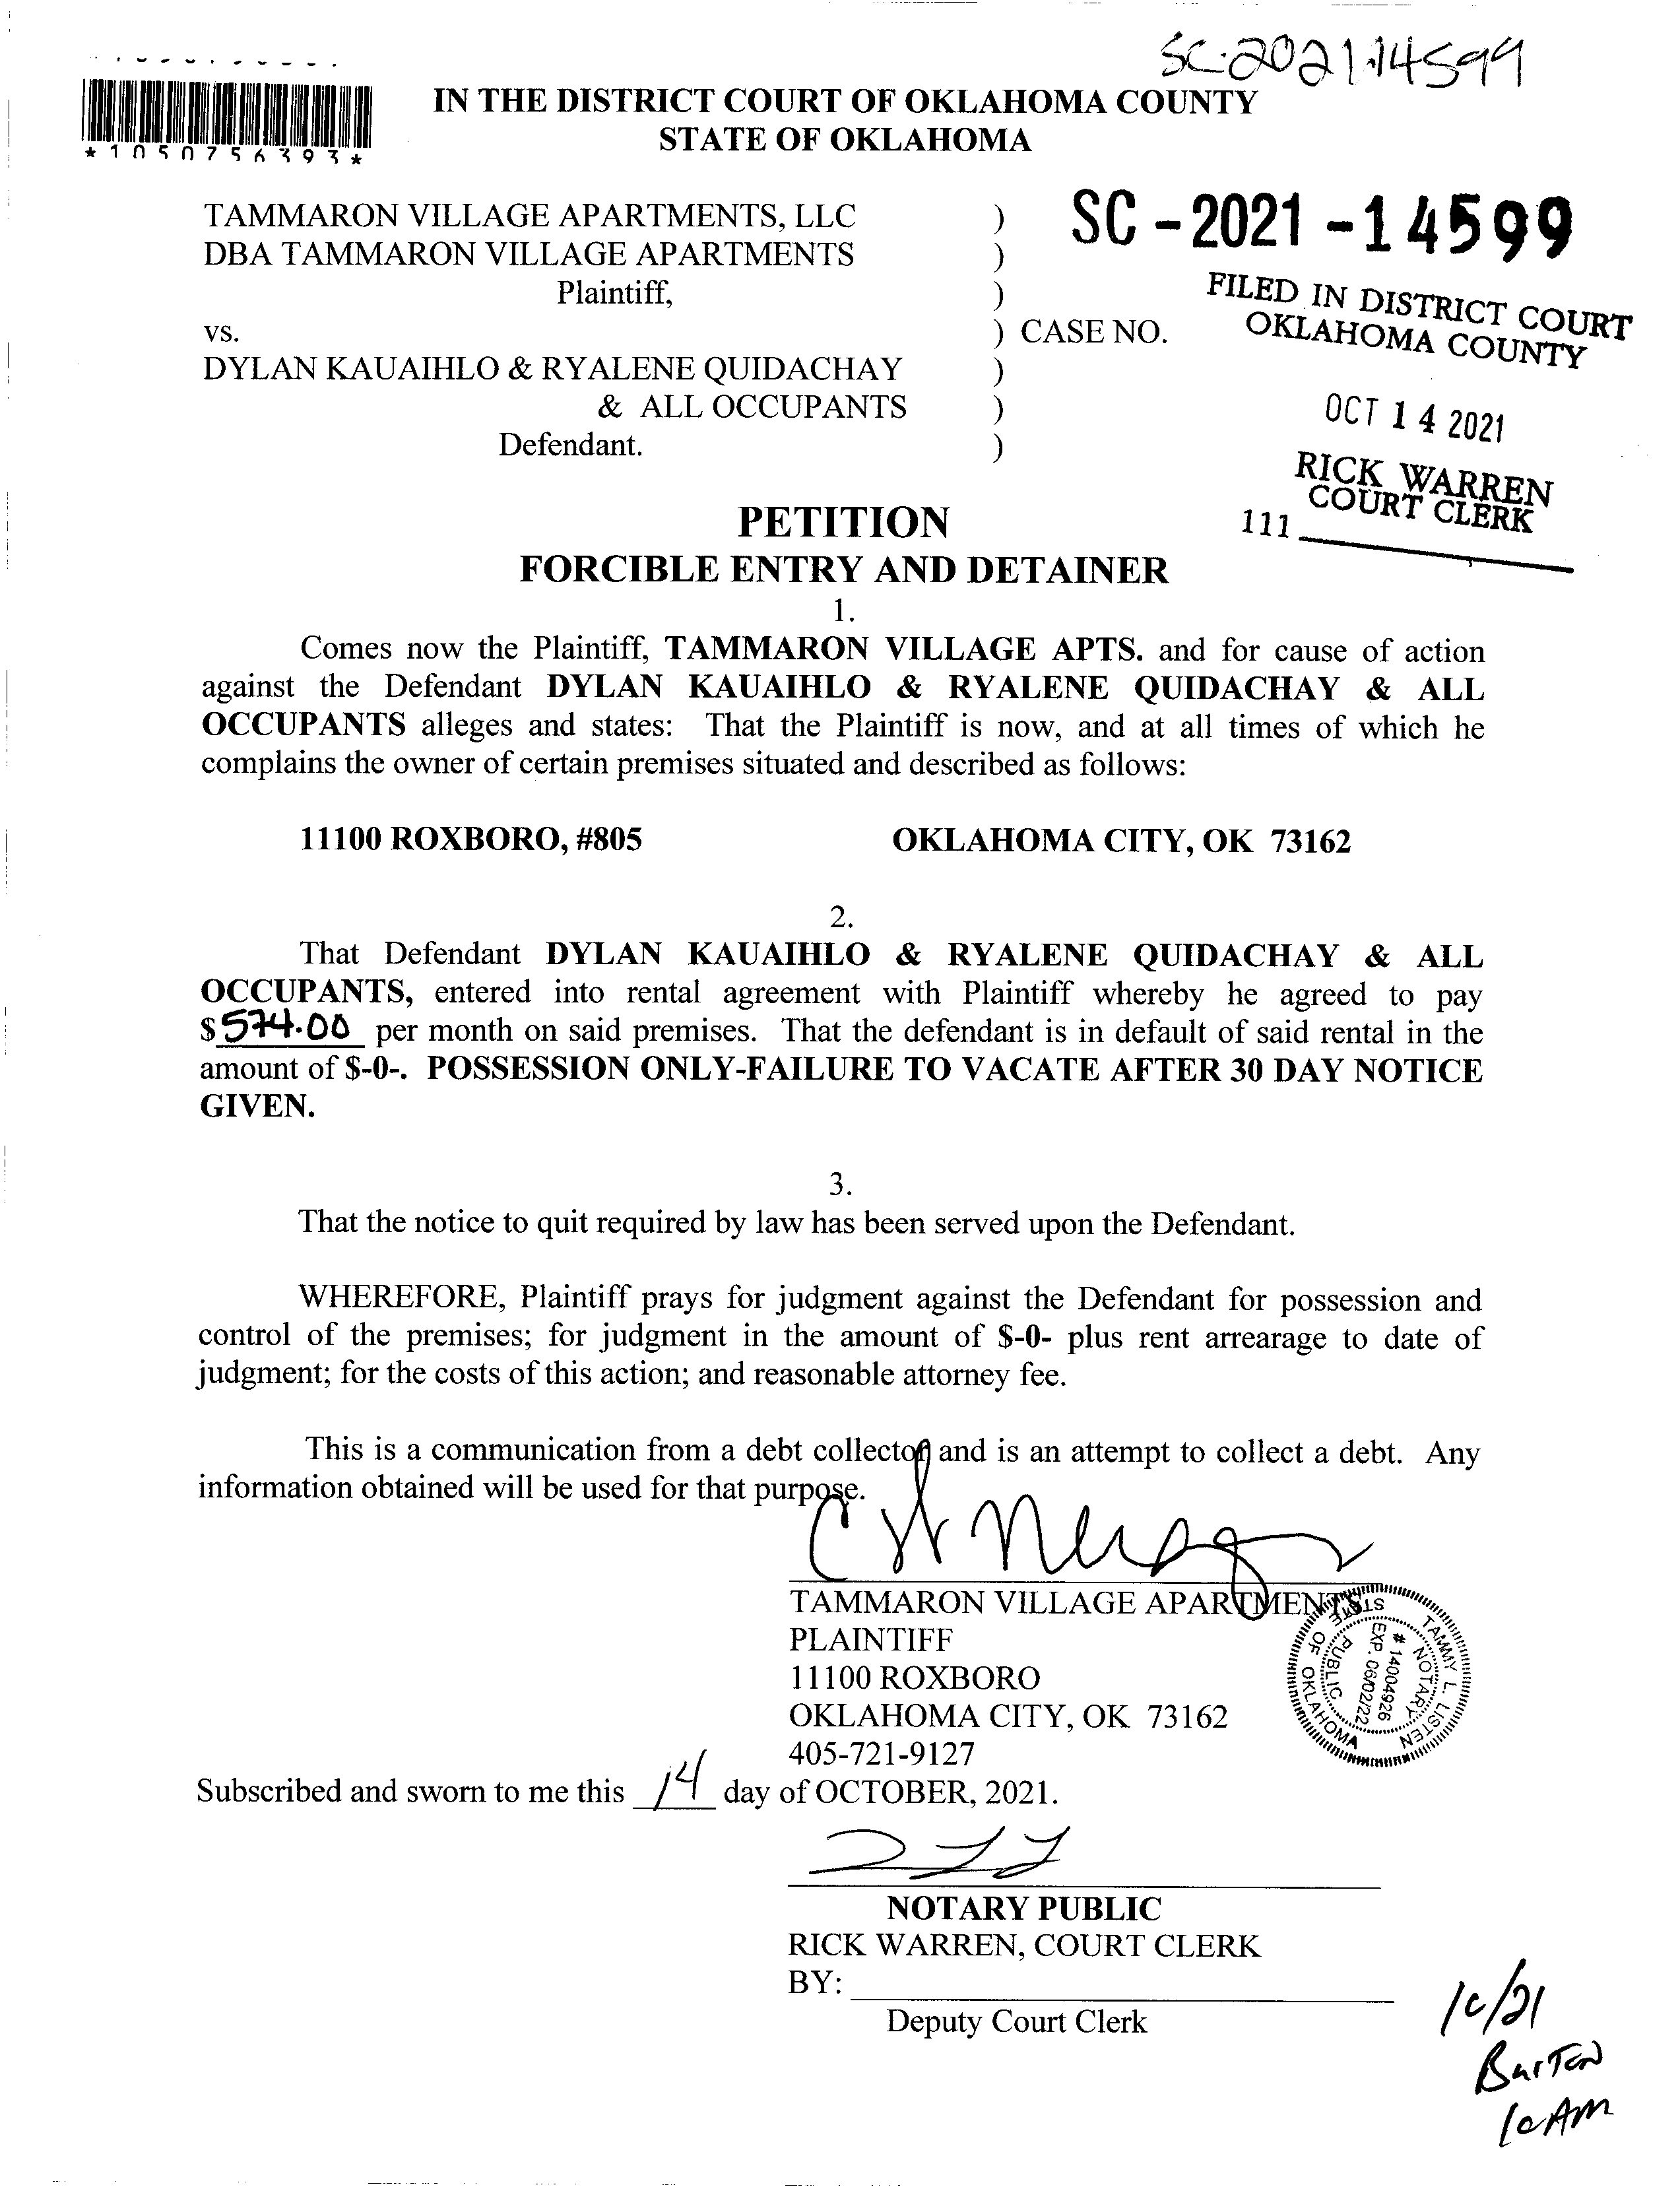 SC-2021-14599
*1050756393*
IN THE DISTRICT COURT OF OKLAHOMA COUNTY
STATE OF OKLAHOMA
TAMMARON VILLAGE APARTMENTS, LLC )
DBA TAMMARON VILLAGE APARTMENTS )
Plaintiff, )
vs. ) CASE NO.
DYLAN KAUAIHLO & RYALENE QUIDACHAY )
& ALL OCCUPANTS )
Defendant. )
SC-2021-14599
FILED IN DISTRICT COURT
OKLAHOMA COUNTY
OCT 14 2021
RICK WARREN
COURT CLERK
111
PETITION
FORCIBLE ENTRY AND DETAINER
1.
Comes now the Plaintiff, TAMMARON VILLAGE APTS. and for cause of action
against the Defendant DYLAN KAUAIHLO & RYALENE QUIDACHAY & ALL
OCCUPANTS alleges and states: That the Plaintiff is now, and at all times of which he
complains the owner of certain premises situated and described as follows:
11100 ROXBORO, #805 OKLAHOMA CITY, OK 73162
2.
That Defendant DYLAN KAUAIHLO & RYALENE QUIDACHAY & ALL
OCCUPANTS, entered into rental agreement with Plaintiff whereby he agreed to pay
$574.00 per month on said premises. That the defendant is in default of said rental in the
amount of $-0-. POSSESSION ONLY-FAILURE TO VACATE AFTER 30 DAY NOTICE
GIVEN.
3.
That the notice to quit required by law has been served upon the Defendant.
WHEREFORE, Plaintiff prays for judgment against the Defendant for possession and
control of the premises; for judgment in the amount of $-0- plus rent arrearage to date of
judgment; for the costs of this action; and reasonable attorney fee.
This is a communication from a debt collector and is an attempt to collect a debt. Any
information obtained will be used for that purpose.
TAMMARON VILLAGE APARTMENTS
PLAINTIFF
11100 ROXBORO
OKLAHOMA CITY, OK 73162
405-721-9127
TAMMY L. LISTEN
NOTARY PUBLIC
# 14004926
EXP. 06/02/22
STATE OF OKLAHOMA
Subscribed and sworn to me this 14 day of OCTOBER, 2021.
NOTARY PUBLIC
RICK WARREN, COURT CLERK
BY:
Deputy Court Clerk
10/21
Burton
10AM